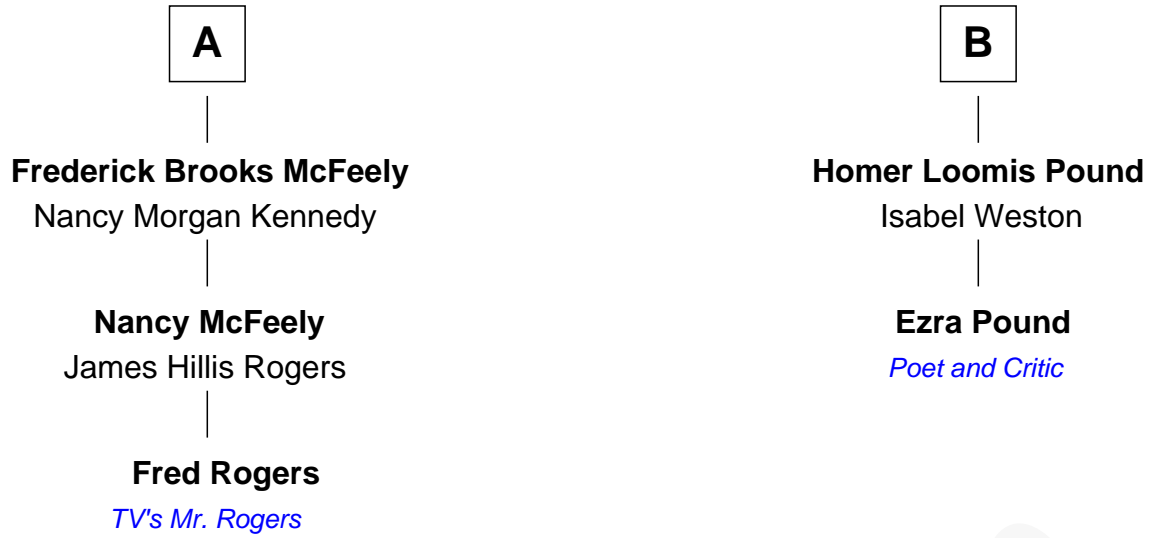 A
Frederick Brooks McFeely
Nancy Morgan Kennedy
Nancy McFeely
James Hillis Rogers
Fred Rogers
TV's Mr. Rogers
B
Homer Loomis Pound
Isabel Weston
Ezra Pound
Poet and Critic